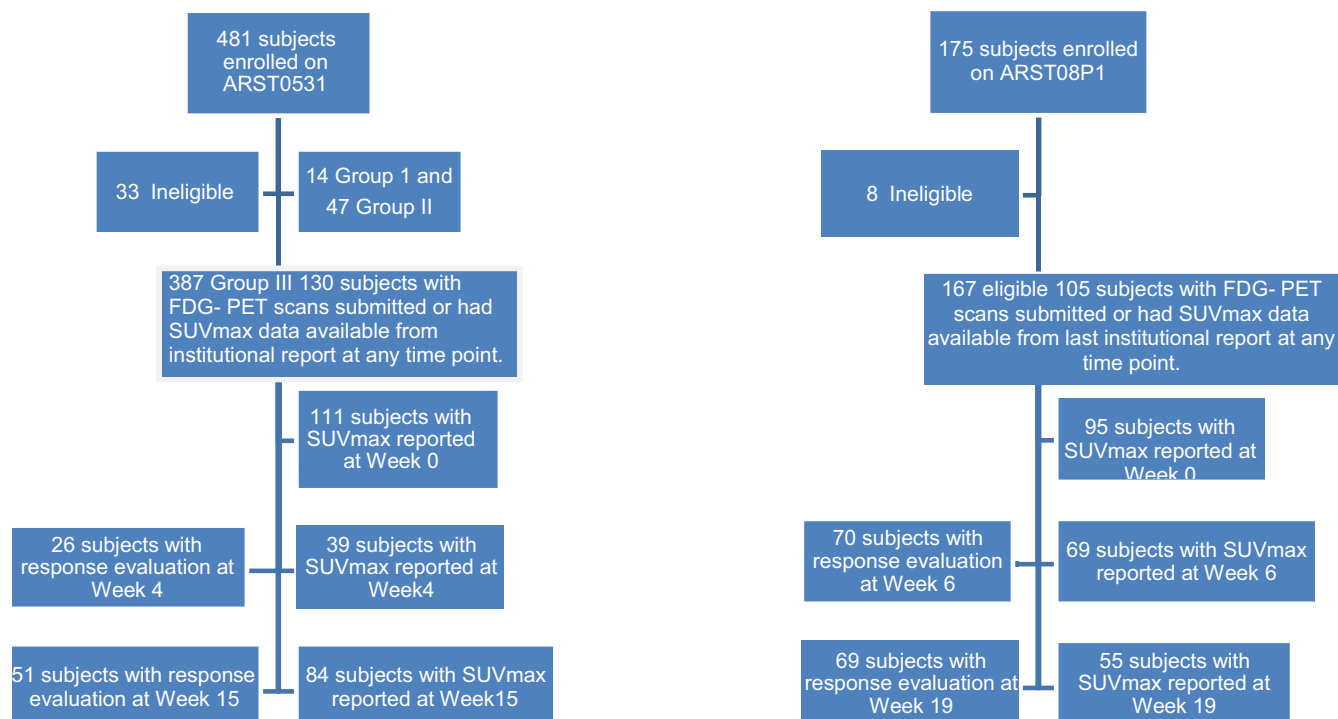 481 subjects
enrolled on
ARST0531
33  Ineligible
14 Group 1 and
47 Group II
387 Group III 130 subjects with
FDG- PET scans submitted or had
SUVmax data available from
institutional report at any time point.
111 subjects with
SUVmax reported
at Week 0
26 subjects with
response evaluation at
Week 4
39 subjects with
SUVmax reported at
Week4
51 subjects with response
evaluation at Week 15
84 subjects with SUVmax
reported at Week15
175 subjects enrolled
on ARST08P1
8  Ineligible
167 eligible 105 subjects with FDG- PET
scans submitted or had SUVmax data
available from last institutional report at any
time point.
95 subjects with
SUVmax reported at
Week 0
70 subjects with
response evaluation
at Week 6
69 subjects with SUVmax
reported at Week 6
69 subjects with
response evaluation at
Week 19
55 subjects with
SUVmax reported at
Week 19